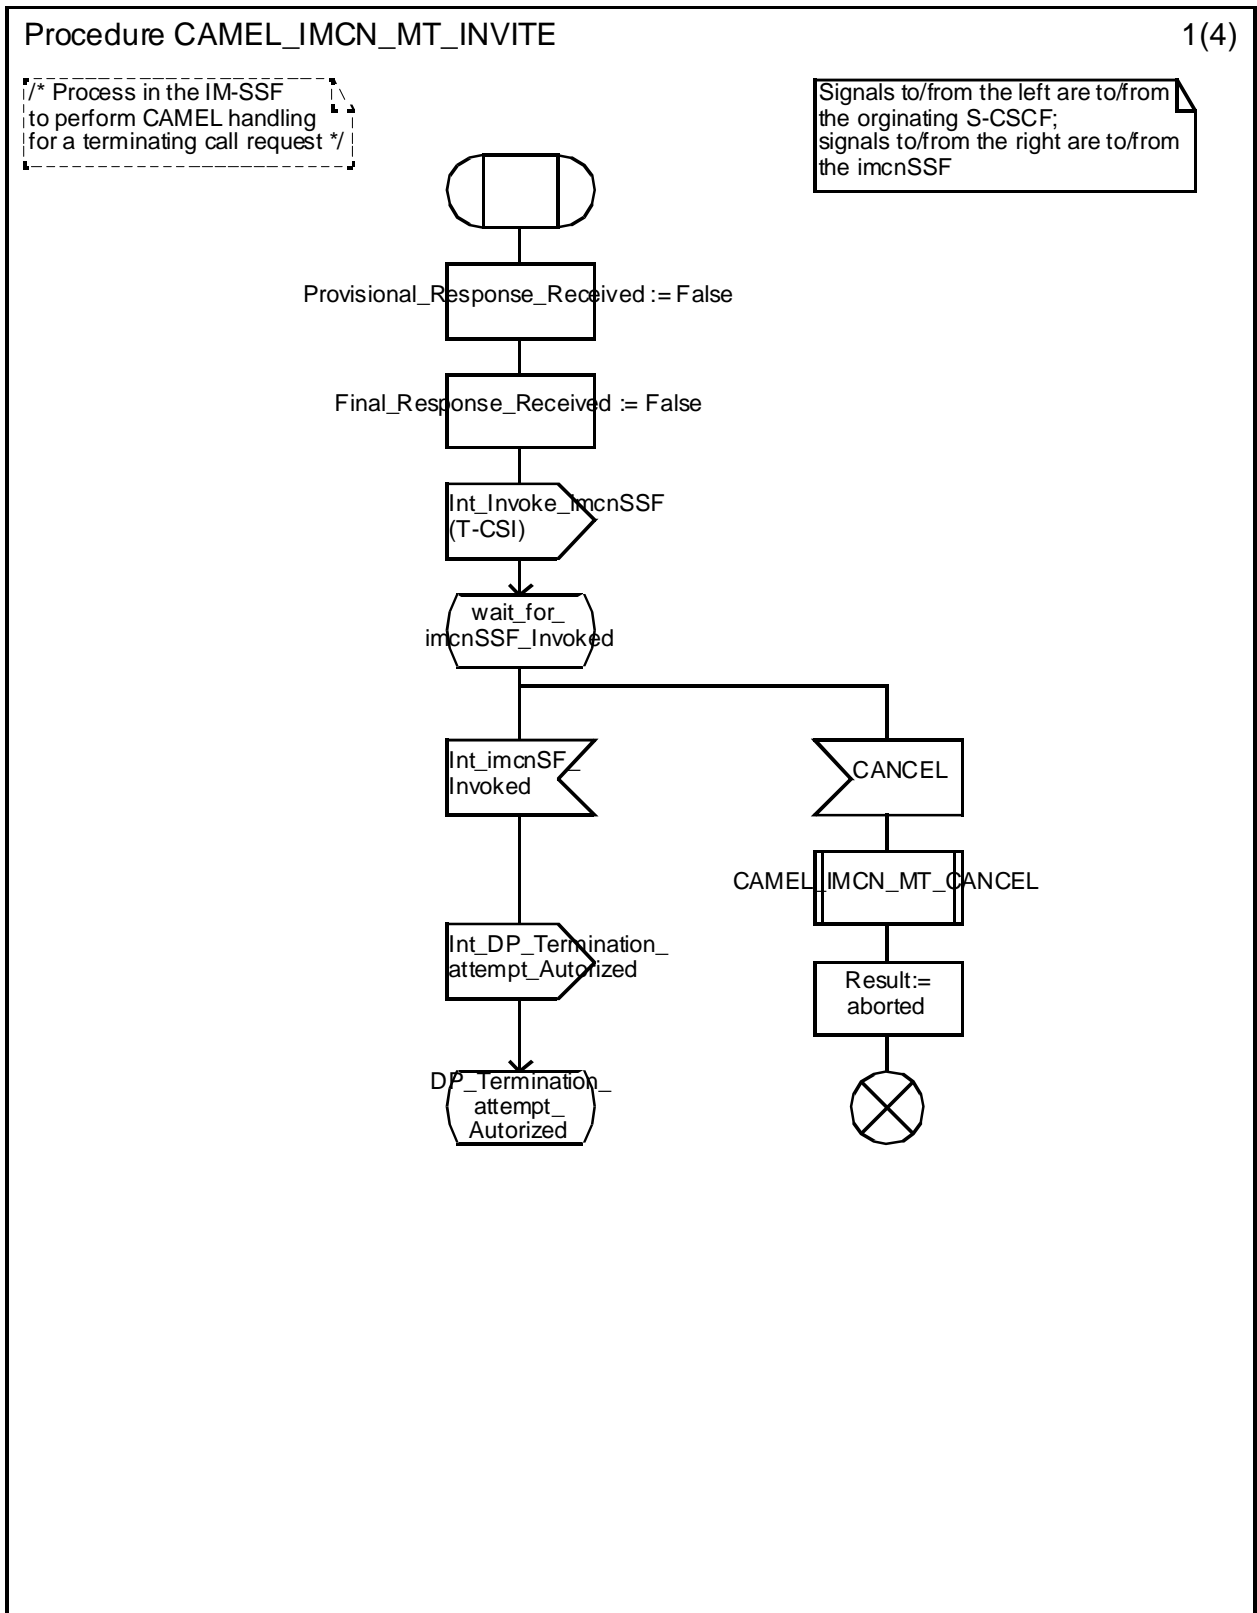 Procedure CAMEL_IMCN_MT_INVITE
1(4)
/* Process in the IM-SSF
to perform CAMEL handling
for a terminating call request */
Signals to/from the left are to/from
the orginating S-CSCF;
signals to/from the right are to/from
the imcnSSF
Provisional_Response_Received := False
Final_Response_Received := False
Int_Invoke_imcnSSF
(T-CSI)
wait_for_
imcnSSF_Invoked
Int_imcnSF_
Invoked
CANCEL
CAMEL_IMCN_MT_CANCEL
Int_DP_Termination_
attempt_Autorized
Result:=
aborted
DP_Termination_
attempt_
Autorized